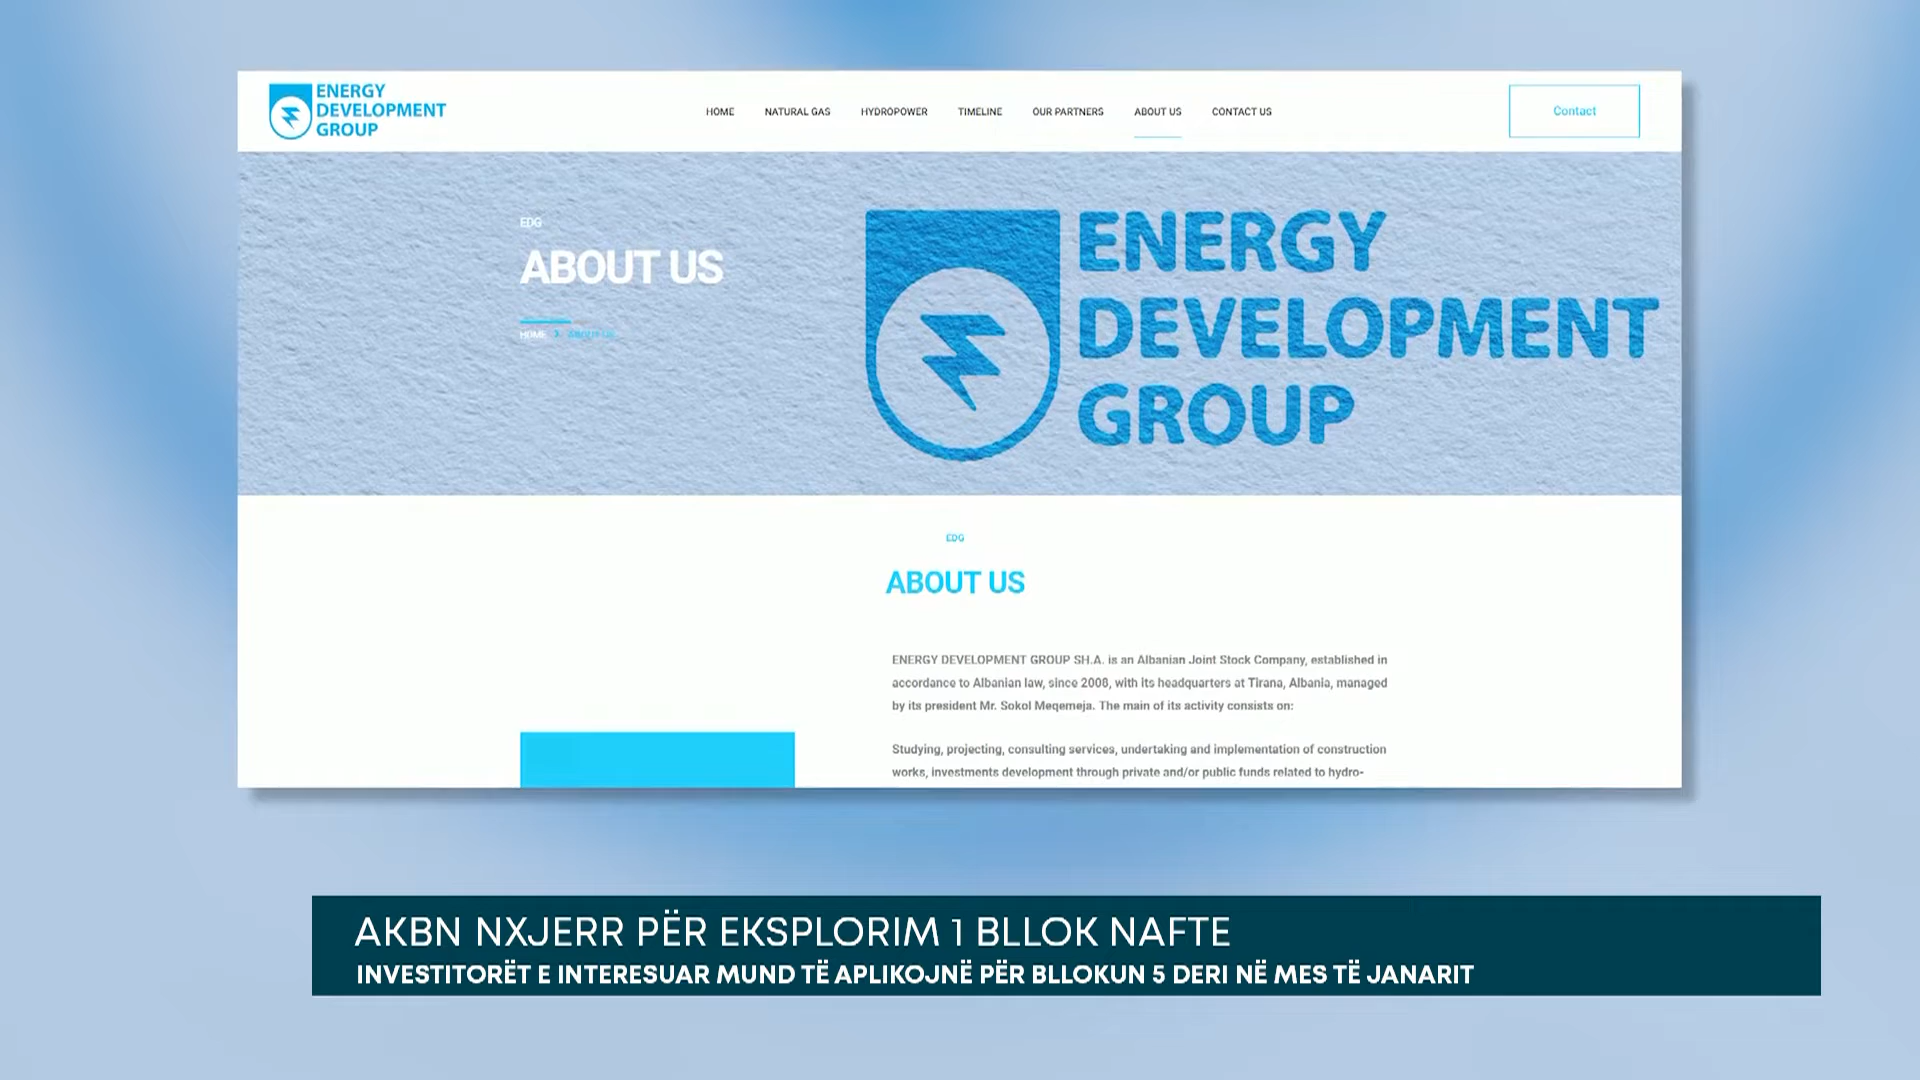 ENERGY
DEVELOPMENT
GROUP
HOME NATURAL GAS HYDROPOWER TIMELINE OUR PARTNERS ABOUT US CONTACT US
Contact
EDG
ABOUT US
HOME > ABOUT US
ENERGY
DEVELOPMENT
GROUP
EDG
ABOUT US
ENERGY DEVELOPMENT GROUP SH.A. is an Albanian Joint Stock Company, established in
accordance to Albanian law, since 2008, with its headquarters at Tirana, Albania, managed
by its president Mr. Sokol Meqemeja. The main of its activity consists on:
Studying, projecting, consulting services, undertaking and implementation of construction
works, investments development through private and/or public funds related to hydro-
AKBN NXJERR PËR EKSPLORIM 1 BLLOK NAFTE
INVESTITORËT E INTERESUAR MUND TË APLIKOJNË PËR BLLOKUN 5 DERI NË MES TË JANARIT